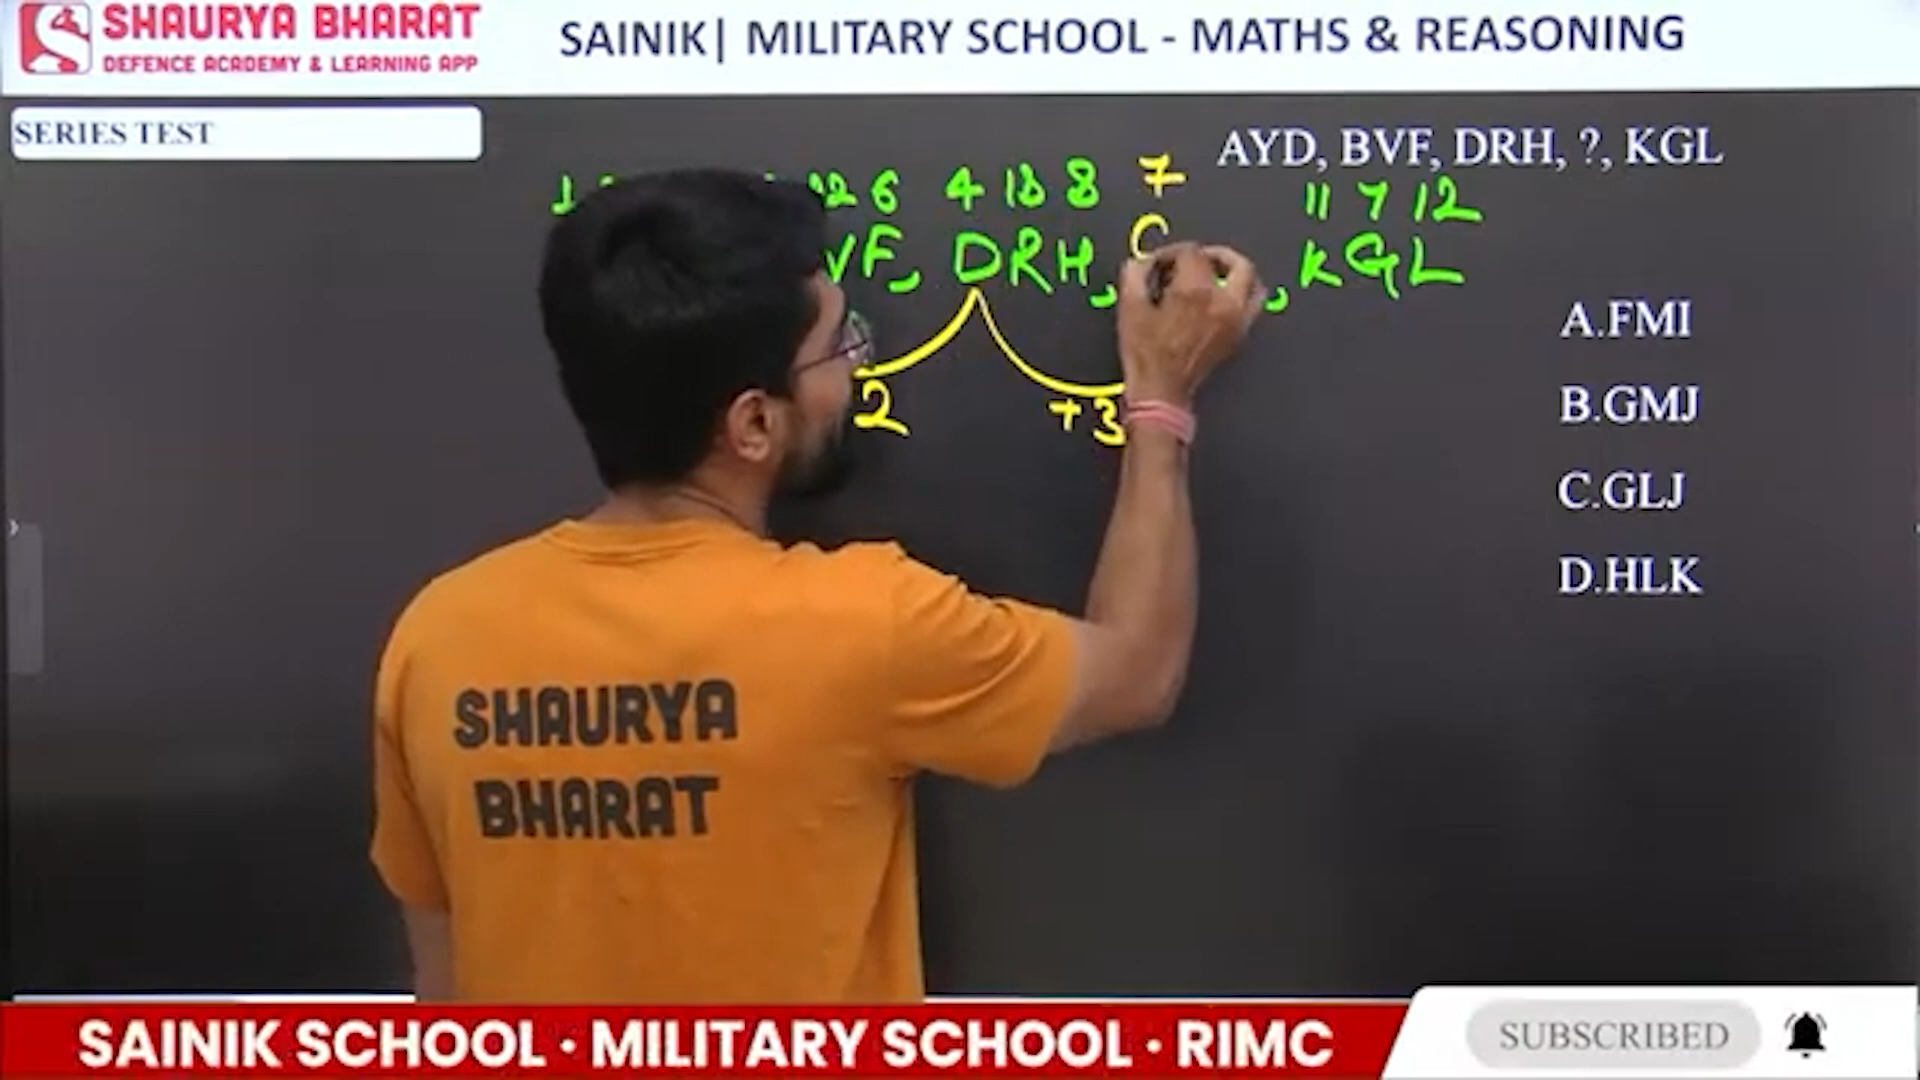 SHAURYA BHARAT
DEFENCE ACADEMY & LEARNING APP
SAINIK| MILITARY SCHOOL - MATHS & REASONING
SERIES TEST
AYD, BVF, DRH, ?, KGL
1 22 6 4 18 8 7 11 7 12
VF, DRH, , KGL
2 +3
A.FMI
B.GMJ
C.GLJ
D.HLK
SHAURYA
BHARAT
SAINIK SCHOOL · MILITARY SCHOOL · RIMC
SUBSCRIBED